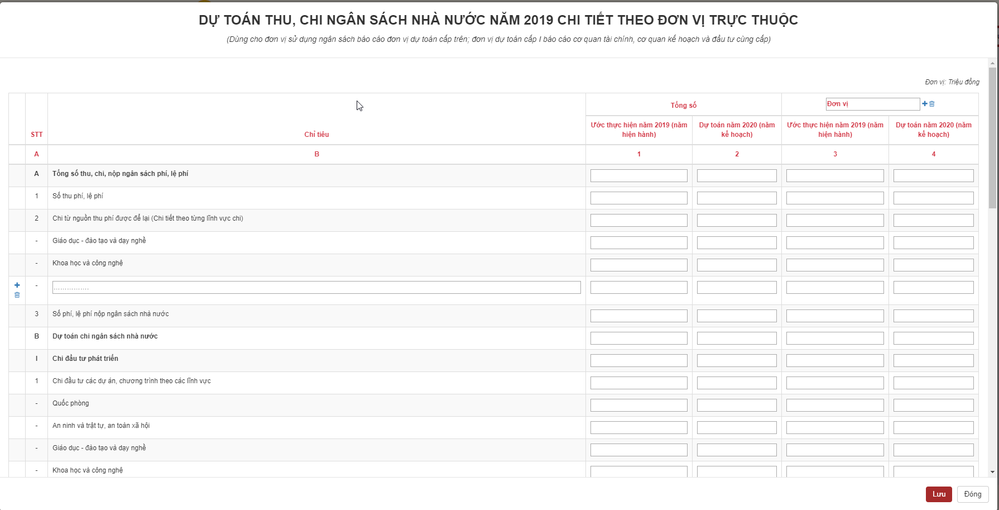 DỰ TOÁN THU, CHI NGÂN SÁCH NHÀ NƯỚC NĂM 2019 CHI TIẾT THEO ĐƠN VỊ TRỰC THUỘC
(Dùng cho đơn vị sử dụng ngân sách báo cáo đơn vị dự toán cấp trên; đơn vị dự toán cấp I báo cáo cơ quan tài chính, cơ quan kế hoạch và đầu tư cùng cấp)
Đơn vị: Triệu đồng
STT
Chỉ tiêu
Tổng số
Đơn vị
Ước thực hiện năm 2019 (năm
hiện hành)
Dự toán năm 2020 (năm
kế hoạch)
Ước thực hiện năm 2019 (năm
hiện hành)
Dự toán năm 2020 (năm
kế hoạch)
A B 1 2 3 4
A Tổng số thu, chi, nộp ngân sách phí, lệ phí
1 Số thu phí, lệ phí
2 Chi từ nguồn thu phí được để lại (Chi tiết theo từng lĩnh vực chi)
- Giáo dục - đào tạo và dạy nghề
- Khoa học và công nghệ
- …………….
3 Số phí, lệ phí nộp ngân sách nhà nước
B Dự toán chi ngân sách nhà nước
I Chi đầu tư phát triển
1 Chi đầu tư các dự án, chương trình theo các lĩnh vực
- Quốc phòng
- An ninh và trật tự, an toàn xã hội
- Giáo dục - đào tạo và dạy nghề
- Khoa học và công nghệ
Lưu Đóng